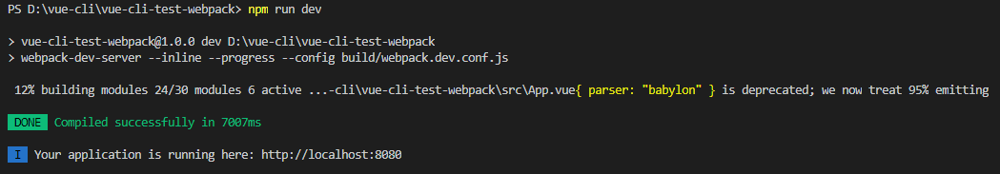 PS D:\vue-cli\vue-cli-test-webpack> npm run dev
> vue-cli-test-webpack@1.0.0 dev D:\vue-cli\vue-cli-test-webpack
> webpack-dev-server --inline --progress --config build/webpack.dev.conf.js
12% building modules 24/30 modules 6 active ...-cli\vue-cli-test-webpack\src\App.vue{ parser: "babylon" } is deprecated; we now treat 95% emitting
DONE Compiled successfully in 7007ms
I Your application is running here: http://localhost:8080